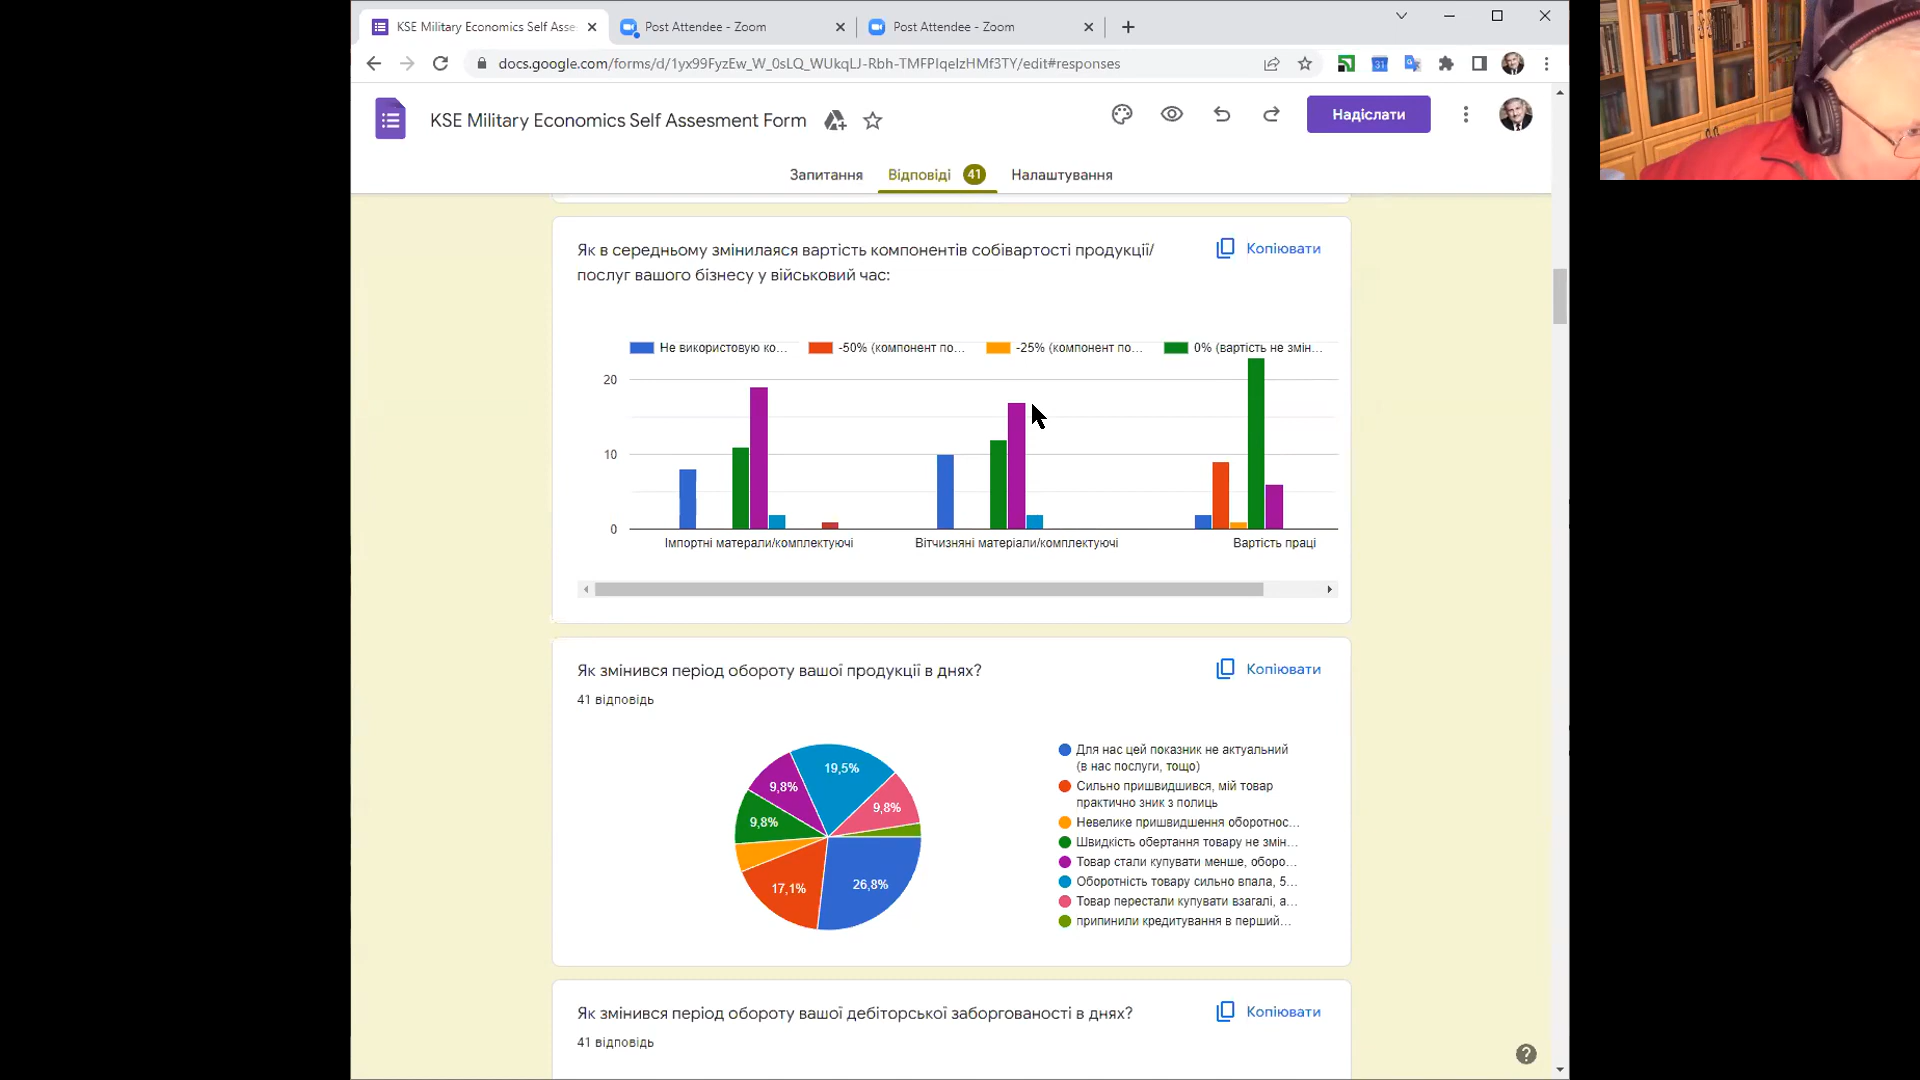 KSE Military Economics Self Asse
Post Attendee - Zoom
Post Attendee - Zoom
docs.google.com/forms/d/1yx99FyzEw_W_0sLQ_WUkqLJ-Rbh-TMFPIqelzHMf3TY/edit#responses
31
KSE Military Economics Self Assesment Form
Надіслати
Запитання
Відповіді 41
Налаштування
Як в середньому змінилаяся вартість компонентів собівартості продукції/
послуг вашого бізнесу у військовий час:
Копіювати
Не використовую ко...
-50% (компонент по...
-25% (компонент по...
0% (вартість не змін...
20
10
0
Імпортні матерали/комплектуючі
Вітчизняні матеріали/комплектуючі
Вартість праці
Як змінився період обороту вашої продукції в днях?
Копіювати
41 відповідь
19,5%
9,8%
9,8%
9,8%
17,1%
26,8%
Для нас цей показник не актуальний
(в нас послуги, тощо)
Сильно пришвидшився, мій товар
практично зник з полиць
Невелике пришвидшення оборотнос...
Швидкість обертання товару не змін...
Товар стали купувати менше, оборо...
Оборотність товару сильно впала, 5...
Товар перестали купувати взагалі, а...
припинили кредитування в перший...
Як змінився період обороту вашої дебіторської заборгованості в днях?
Копіювати
41 відповідь